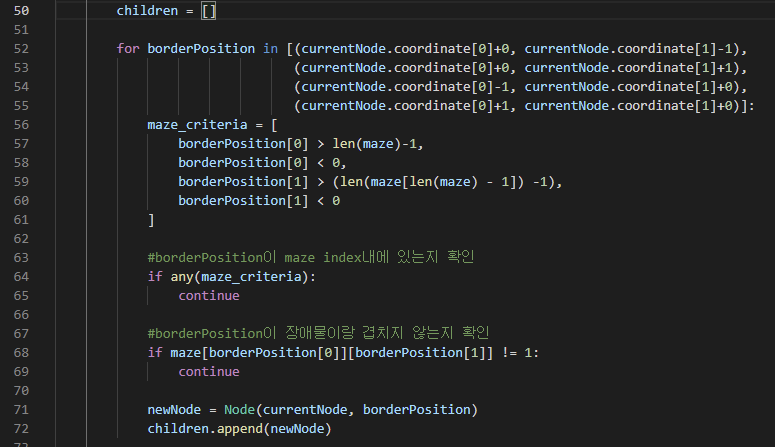 50 children = []
51
52 for borderPosition in [(currentNode.coordinate[0]+0, currentNode.coordinate[1]-1),
53 (currentNode.coordinate[0]+0, currentNode.coordinate[1]+1),
54 (currentNode.coordinate[0]-1, currentNode.coordinate[1]+0),
55 (currentNode.coordinate[0]+1, currentNode.coordinate[1]+0)]:
56 maze_criteria = [
57 borderPosition[0] > len(maze)-1,
58 borderPosition[0] < 0,
59 borderPosition[1] > (len(maze[len(maze) - 1]) -1),
60 borderPosition[1] < 0
61 ]
62
63 #borderPosition이 maze index내에 있는지 확인
64 if any(maze_criteria):
65 continue
66
67 #borderPosition이 장애물이랑 겹치지 않는지 확인
68 if maze[borderPosition[0]][borderPosition[1]] != 1:
69 continue
70
71 newNode = Node(currentNode, borderPosition)
72 children.append(newNode)